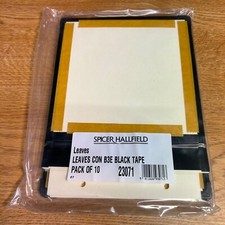 SPICER HALLFIELD
Leaves
LEAVES CON B3E BLACK TAPE
PACK OF 10 23071